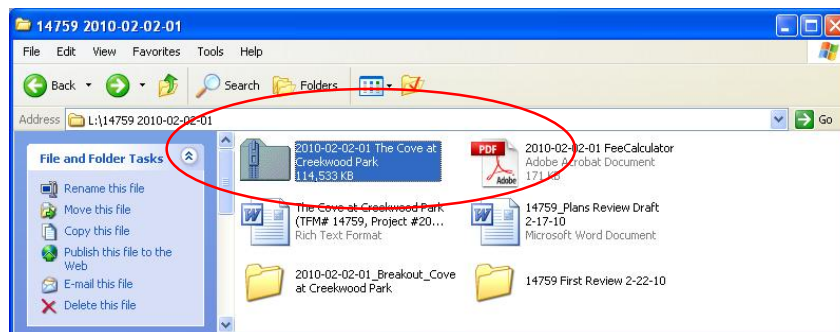 14759 2010-02-02-01
File Edit View Favorites Tools Help
Back Search Folders
Address L:\14759 2010-02-02-01 Go
File and Folder Tasks
Rename this file
Move this file
Copy this file
Publish this file to the
Web
E-mail this file
Delete this file
2010-02-02-01 The Cove at
Creekwood Park
114,533 KB
PDF
Adobe
2010-02-02-01 FeeCalculator
Adobe Acrobat Document
171 KB
The Cove at Creekwood Park
(TFM# 14759, Project #20...
Rich Text Format
14759_Plans Review Draft
2-17-10
Microsoft Word Document
2010-02-02-01_Breakout_Cove
at Creekwood Park
14759 First Review 2-22-10